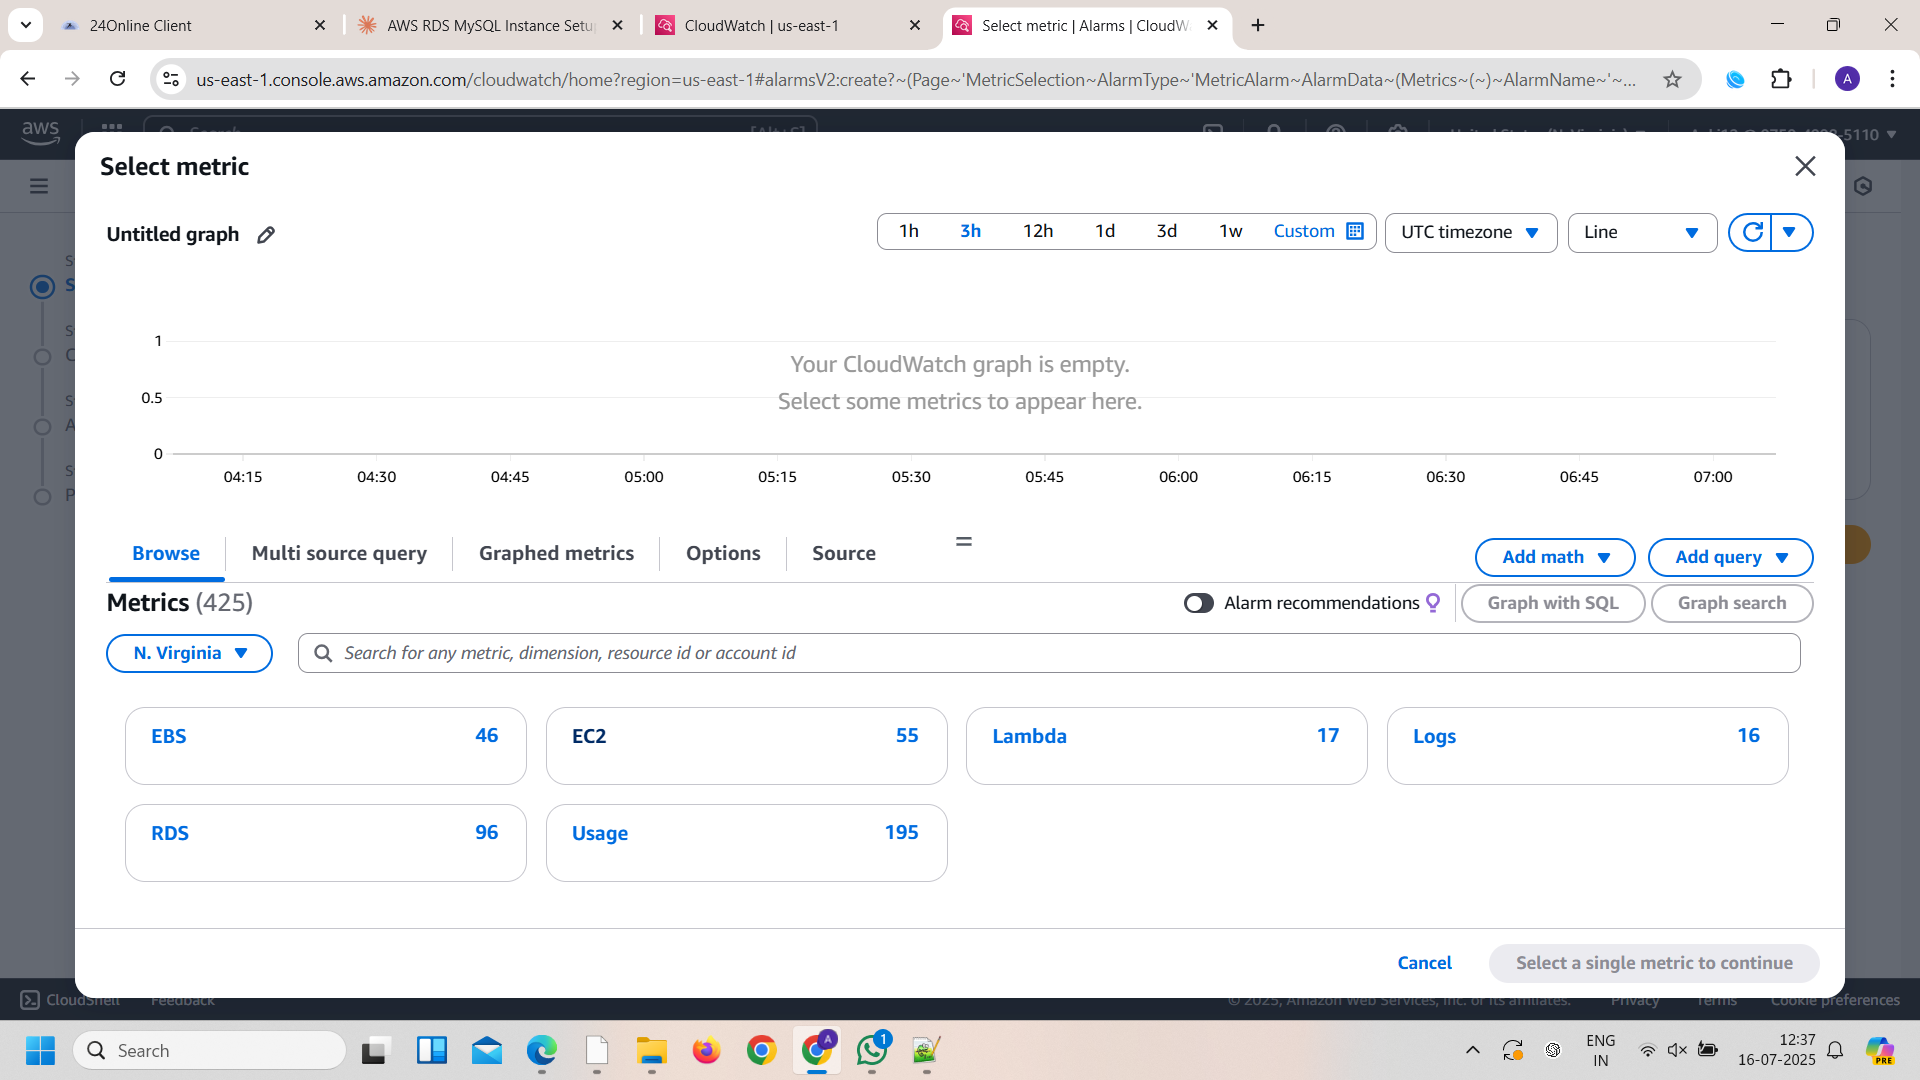 24Online Client
AWS RDS MySQL Instance Setu
CloudWatch | us-east-1
Select metric | Alarms | CloudW
us-east-1.console.aws.amazon.com/cloudwatch/home?region=us-east-1#alarmsV2:create?~(Page~'MetricSelection~AlarmType~'MetricAlarm~AlarmData~(Metrics~(~)~AlarmName~'~...
A
aws
Search
[Alt+S]
5110
Select metric
Untitled graph
1h
3h
12h
1d
3d
1w
Custom
UTC timezone
Line
1
0.5
0
Your CloudWatch graph is empty.
Select some metrics to appear here.
04:15
04:30
04:45
05:00
05:15
05:30
05:45
06:00
06:15
06:30
06:45
07:00
Browse
Multi source query
Graphed metrics
Options
Source
Add math
Add query
Metrics (425)
Alarm recommendations
Graph with SQL
Graph search
N. Virginia
Search for any metric, dimension, resource id or account id
EBS 46
EC2 55
Lambda 17
Logs 16
RDS 96
Usage 195
Cancel
Select a single metric to continue
CloudShell
Feedback
© 2025, Amazon Web Services, Inc. or its affiliates.
Privacy
Terms
Cookie preferences
Search
A
1
ENG
IN
12:37
16-07-2025
PRE